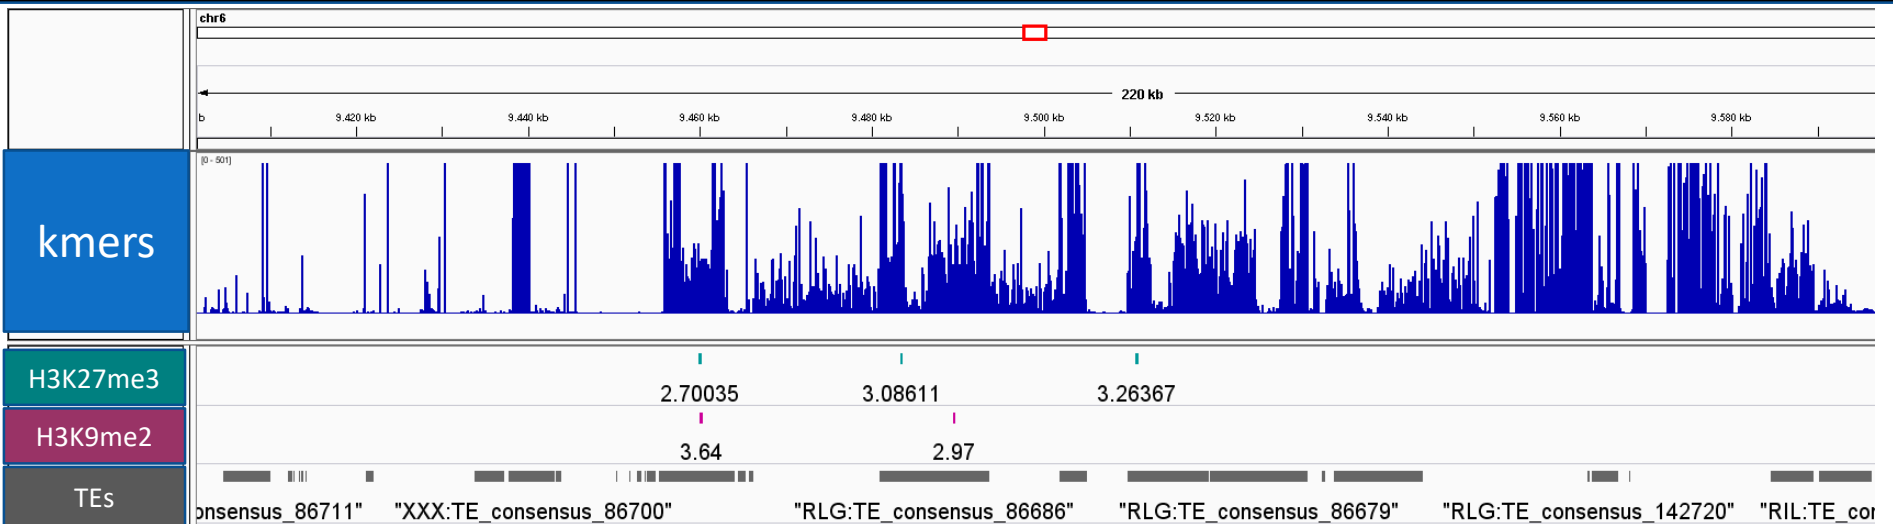 chr6
220 kb
b 9.420 kb 9.440 kb 9.460 kb 9.480 kb 9.500 kb 9.520 kb 9.540 kb 9.560 kb 9.580 kb
[0 - 501]
kmers
H3K27me3
2.70035 3.08611 3.26367
H3K9me2
3.64 2.97
TEs
onsensus_86711" "XXX:TE_consensus_86700" "RLG:TE_consensus_86686" "RLG:TE_consensus_86679" "RLG:TE_consensus_142720" "RIL:TE_cor